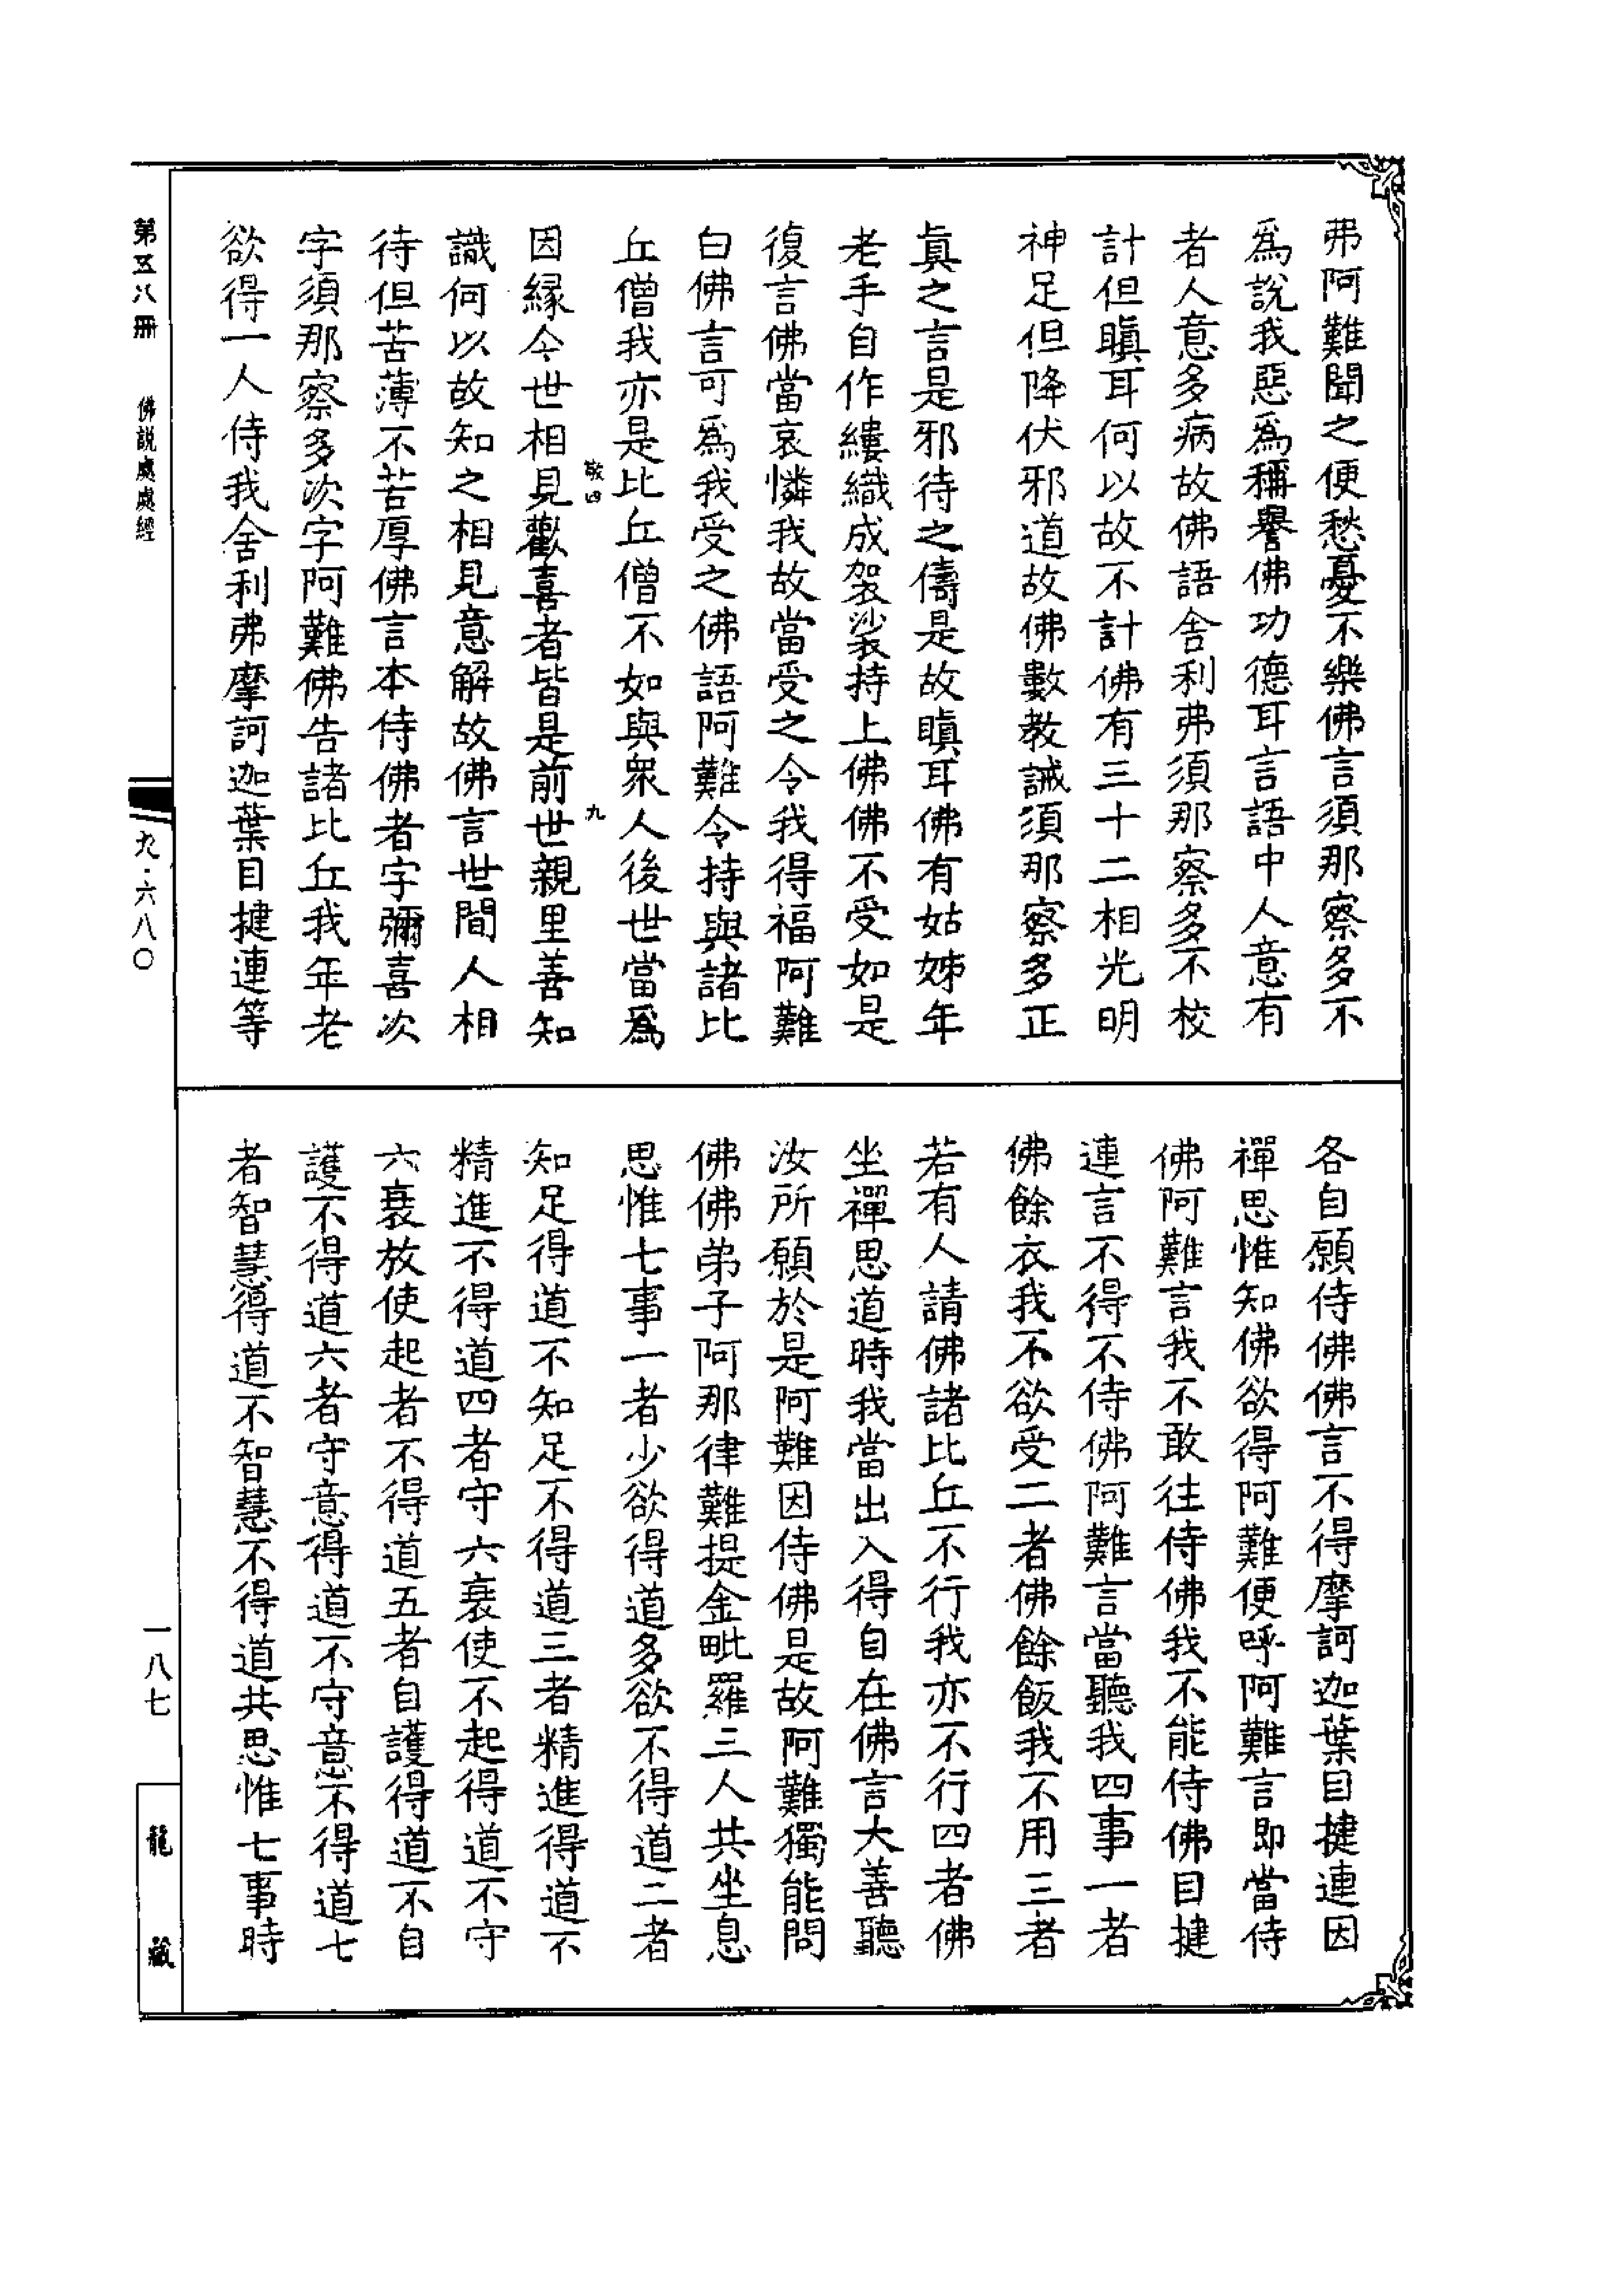 弗阿難聞之便愁憂不樂佛言須那察多不
爲說我惡爲稱譽佛功德耳言語中人意有
者人意多病故佛語舍利弗須那察多不校
計但瞋耳何以故不計佛有三十二相光明
神足但降伏邪道故佛數教誡須那察多正
真之言是邪待之儔是故瞋耳佛有姑姊年
老手自作縷織成袈裟持上佛佛不受如是
復言佛當哀憐我故當受之令我得福阿難
白佛言可爲我受之佛語阿難令持與諸比
丘僧我亦是比丘僧不如與衆人後世當爲
敬四 九
因緣今世相見歡喜者皆是前世親里善知
識何以故知之相見意解故佛言世間人相
待但苦薄不苦厚佛言本侍佛者字彌喜次
字須那察多次字阿難佛告諸比丘我年老
欲得一人侍我舍利弗摩訶迦葉目揵連等
各自願侍佛佛言不得摩訶迦葉目揵連因
禪思惟知佛欲得阿難便呼阿難言即當侍
佛阿難言我不敢往侍佛我不能侍佛目揵
連言不得不侍佛阿難言當聽我四事一者
佛餘衣我不欲受二者佛餘飯我不用三者
若有人請佛諸比丘不行我亦不行四者佛
坐禪思道時我當出入得自在佛言大善聽
汝所願於是阿難因侍佛是故阿難獨能問
佛佛弟子阿那律難提金毗羅三人共坐息
思惟七事一者少欲得道多欲不得道二者
知足得道不知足不得道三者精進得道不
精進不得道四者守六衰使不起得道不守
六衰放使起者不得道五者自護得道不自
護不得道六者守意得道不守意不得道七
者智慧得道不智慧不得道共思惟七事時
第五八冊 佛説處處經
九·六八〇
一八七
龍藏